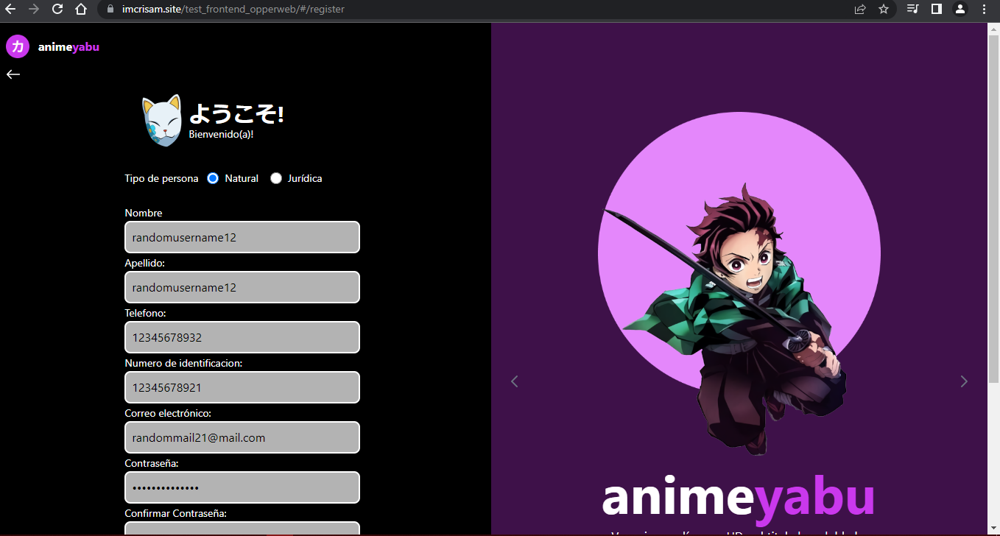 imcrisam.site/test_frontend_opperweb/#/register
カ animeyabu
ようこそ!
Bienvenido(a)!
Tipo de persona Natural Jurídica
Nombre
randomusername12
Apellido:
randomusername12
Telefono:
12345678932
Numero de identificacion:
12345678921
Correo electrónico:
randommail21@mail.com
Contraseña:
••••••••••••••
Confirmar Contraseña:
animeyabu